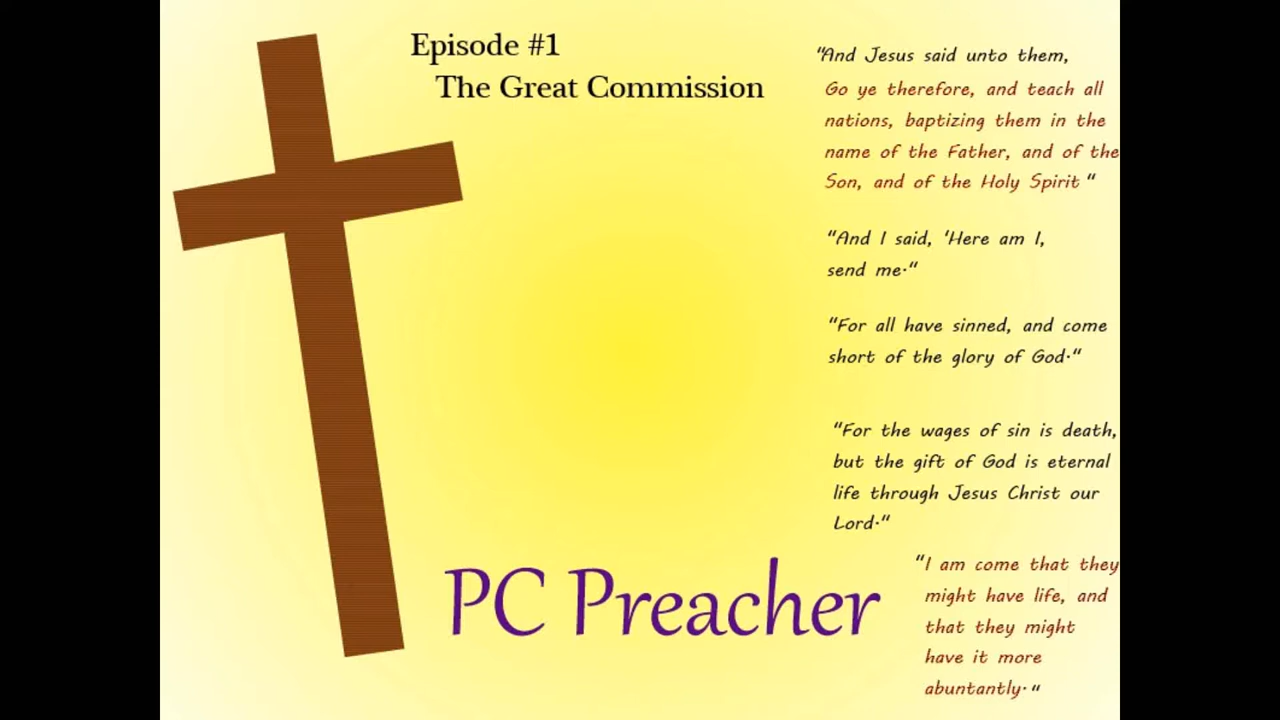 Episode #1
The Great Commission
"And Jesus said unto them,
Go ye therefore, and teach all
nations, baptizing them in the
name of the Father, and of the
Son, and of the Holy Spirit "
"And I said, 'Here am I,
send me."
"For all have sinned, and come
short of the glory of God."
"For the wages of sin is death,
but the gift of God is eternal
life through Jesus Christ our
Lord."
"I am come that they
might have life, and
that they might
have it more
abuntantly. "
PC Preacher